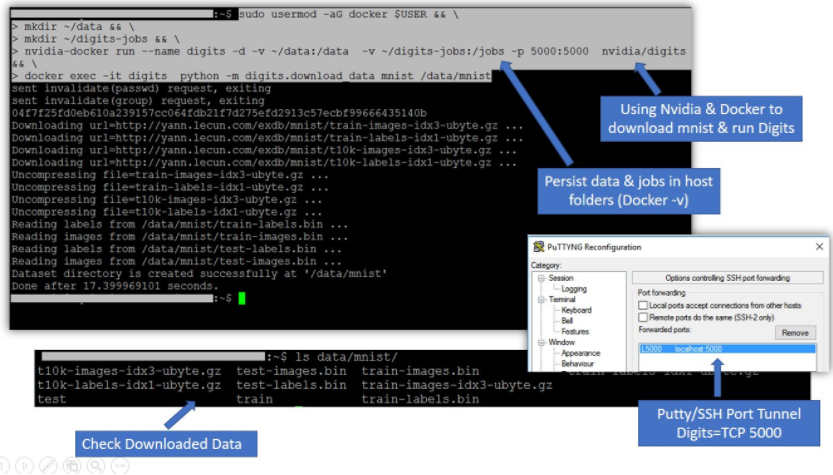 :~$ sudo usermod -aG docker $USER && \
> mkdir ~/data && \
> mkdir ~/digits-jobs && \
> nvidia-docker run --name digits -d -v ~/data:/data -v ~/digits-jobs:/jobs -p 5000:5000 nvidia/digits
&& \
> docker exec -it digits python -m digits.download_data mnist /data/mnist
sent invalidate(passwd) request, exiting
sent invalidate(group) request, exiting
04f7f25fd0eb610a239157cc064fdb21f7d275efd2913c57ecbf99666435140b
Downloading url=http://yann.lecun.com/exdb/mnist/train-images-idx3-ubyte.gz ...
Downloading url=http://yann.lecun.com/exdb/mnist/train-labels-idx1-ubyte.gz ...
Downloading url=http://yann.lecun.com/exdb/mnist/t10k-images-idx3-ubyte.gz ...
Downloading url=http://yann.lecun.com/exdb/mnist/t10k-labels-idx1-ubyte.gz ...
Uncompressing file=train-images-idx3-ubyte.gz ...
Uncompressing file=train-labels-idx1-ubyte.gz ...
Uncompressing file=t10k-images-idx3-ubyte.gz ...
Uncompressing file=t10k-labels-idx1-ubyte.gz ...
Reading labels from /data/mnist/train-labels.bin ...
Reading images from /data/mnist/train-images.bin ...
Reading labels from /data/mnist/test-labels.bin ...
Reading images from /data/mnist/test-images.bin ...
Dataset directory is created successfully at '/data/mnist'
Done after 17.399969101 seconds.
:~$
Using Nvidia & Docker to
download mnist & run Digits
Persist data & jobs in host
folders (Docker -v)
PuTTYNG Reconfiguration
Category:
Session
Logging
Terminal
Keyboard
Bell
Features
Window
Appearance
Behaviour
Options controlling SSH port forwarding
Port forwarding
Local ports accept connections from other hosts
Remote ports do the same (SSH-2 only)
Forwarded ports:
Remove
L5000 localhost:5000
:~$ ls data/mnist/
t10k-images-idx3-ubyte.gz test-images.bin train-images.bin
t10k-labels-idx1-ubyte.gz test-labels.bin train-images-idx3-ubyte.gz
test train train-labels.bin
Check Downloaded Data
Putty/SSH Port Tunnel
Digits=TCP 5000